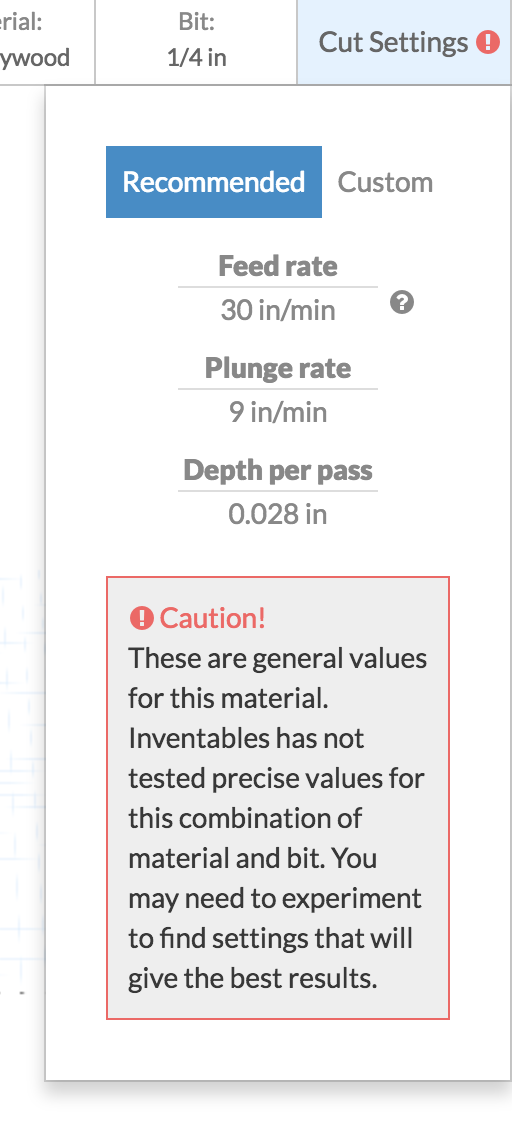 erial:
ywood
Bit:
1/4 in
Cut Settings
Recommended
Custom
Feed rate
30 in/min
Plunge rate
9 in/min
Depth per pass
0.028 in
Caution!
These are general values
for this material.
Inventables has not
tested precise values for
this combination of
material and bit. You
may need to experiment
to find settings that will
give the best results.